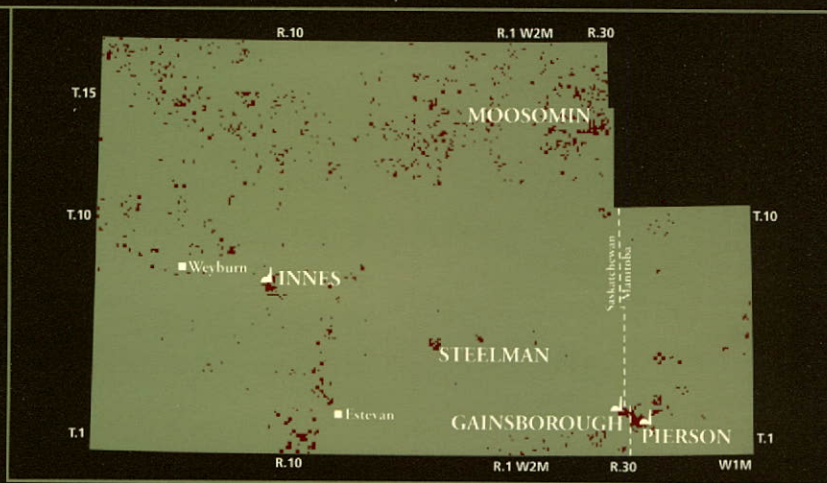 R.10 R.1 W2M R.30
T.15
MOOSOMIN
T.10 T.10
Saskatchewan
Manitoba
Weyburn
INNES
STEELMAN
Estevan
GAINSBOROUGH
PIERSON
T.1 T.1
R.10 R.1 W2M R.30 W1M